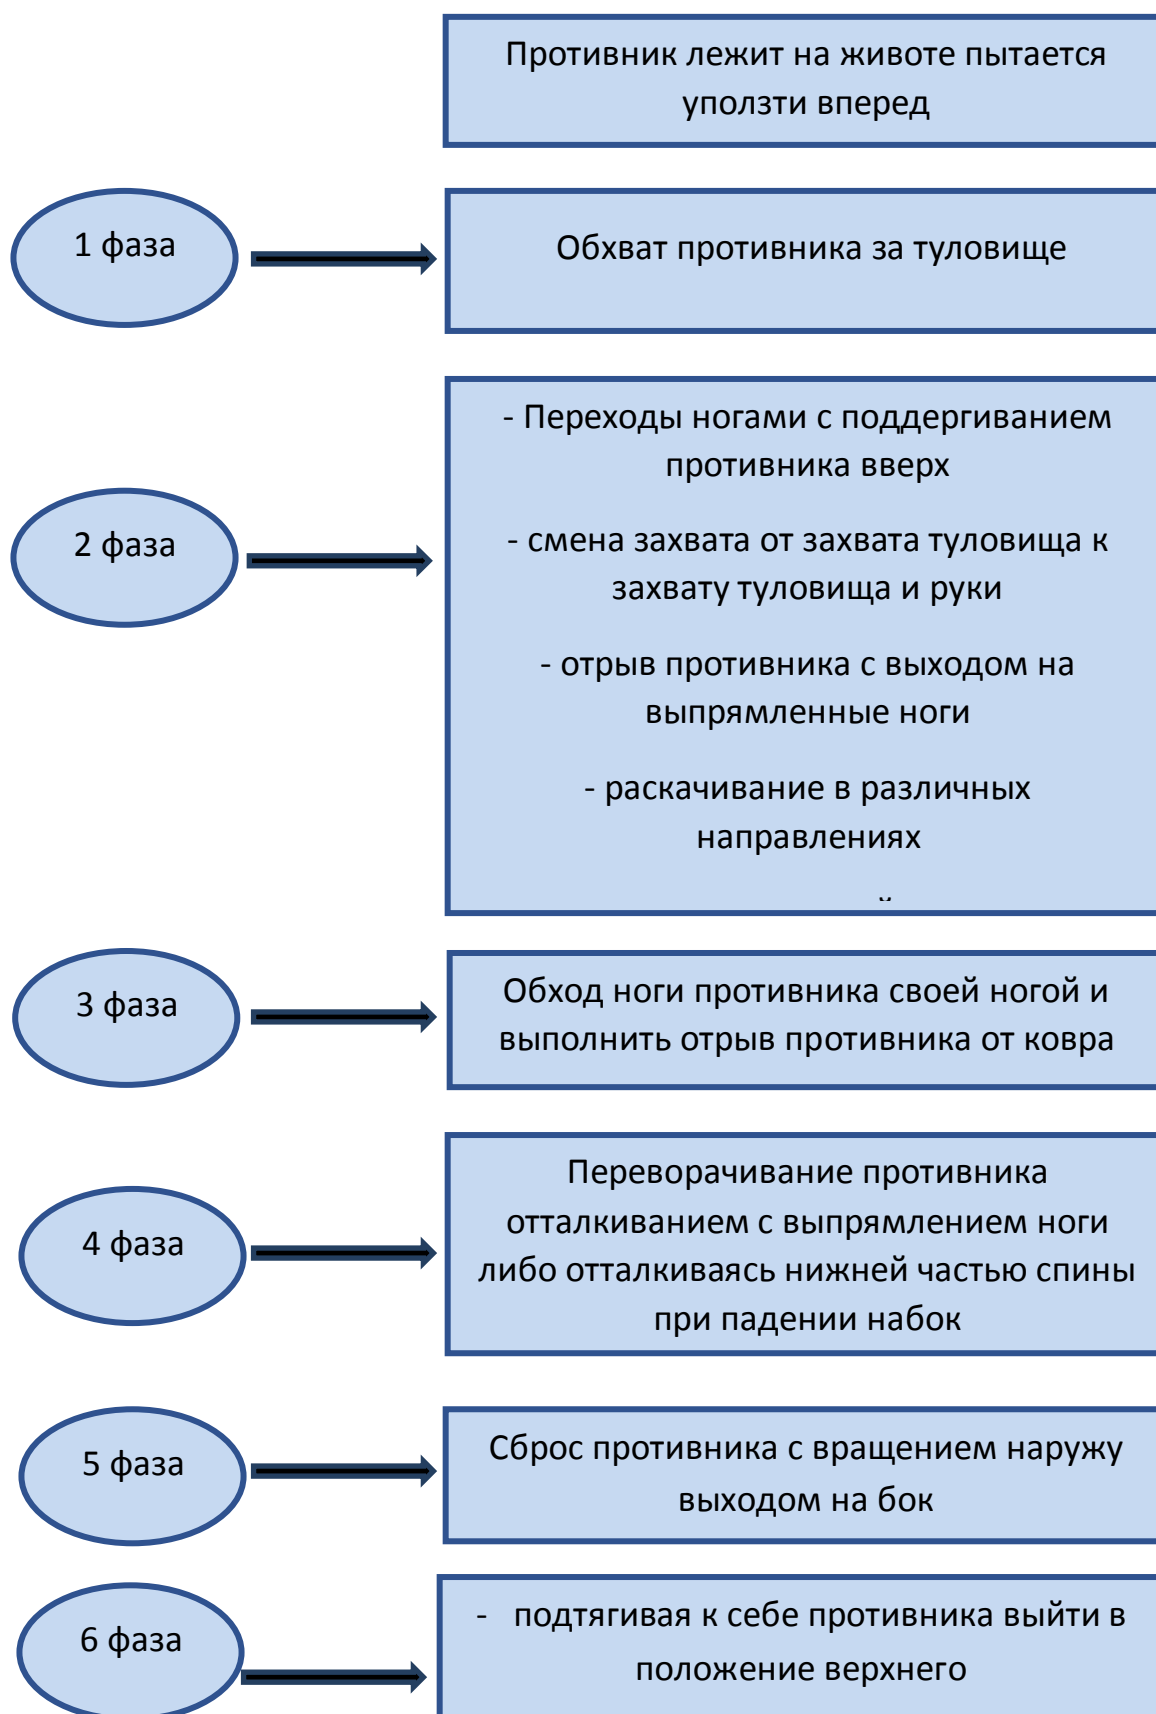 Противник лежит на животе пытается
уползти вперед
1 фаза
Обхват противника за туловище
2 фаза
- Переходы ногами с поддергиванием
противника вверх
- смена захвата от захвата туловища к
захвату туловища и руки
- отрыв противника с выходом на
выпрямленные ноги
- раскачивание в различных
направлениях
3 фаза
Обход ноги противника своей ногой и
выполнить отрыв противника от ковра
4 фаза
Переворачивание противника
отталкиванием с выпрямлением ноги
либо отталкиваясь нижней частью спины
при падении набок
5 фаза
Сброс противника с вращением наружу
выходом на бок
6 фаза
- подтягивая к себе противника выйти в
положение верхнего